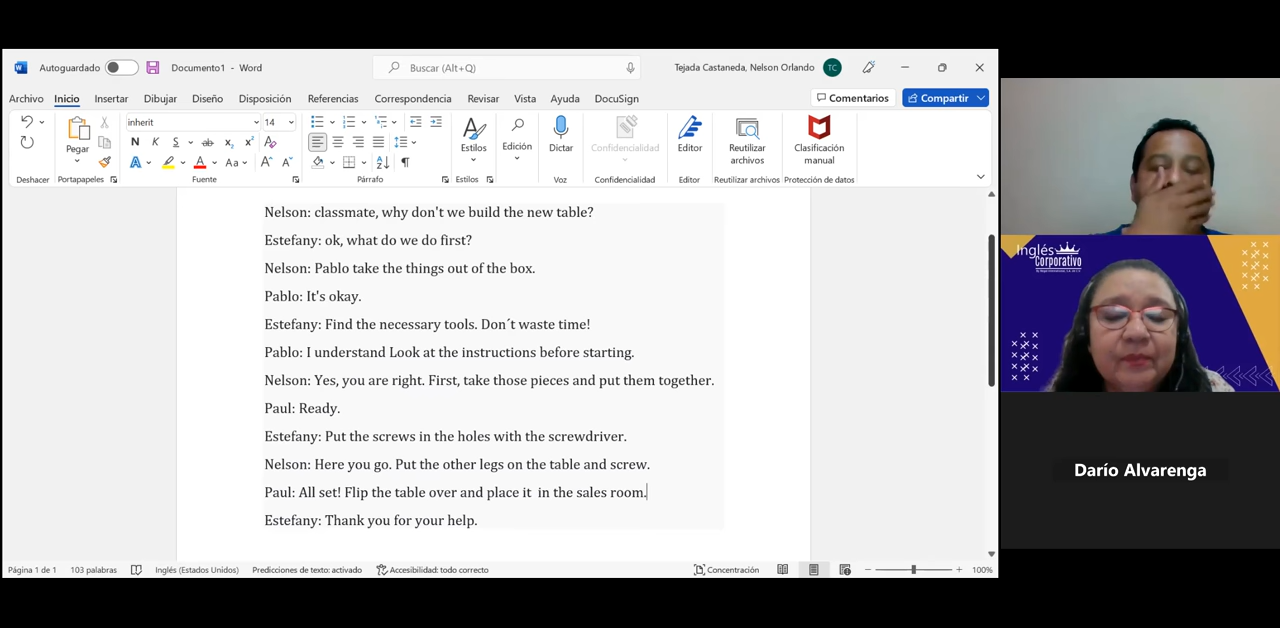 Autoguardado
Documento1 - Word
Buscar (Alt+Q)
Tejada Castaneda, Nelson Orlando
TC
Archivo Inicio Insertar Dibujar Diseño Disposición Referencias Correspondencia Revisar Vista Ayuda DocuSign
Comentarios
Compartir
Pegar
inherit 14
N K S ab x₂ x²
A A Aa A A
Estilos
Edición
Dictar
Confidencialidad
Editor
Reutilizar archivos
Clasificación manual
Deshacer Portapapeles Fuente Párrafo Estilos Voz Confidencialidad Editor Reutilizar archivos Protección de datos
Nelson: classmate, why don't we build the new table?
Estefany: ok, what do we do first?
Nelson: Pablo take the things out of the box.
Pablo: It's okay.
Estefany: Find the necessary tools. Don´t waste time!
Pablo: I understand Look at the instructions before starting.
Nelson: Yes, you are right. First, take those pieces and put them together.
Paul: Ready.
Estefany: Put the screws in the holes with the screwdriver.
Nelson: Here you go. Put the other legs on the table and screw.
Paul: All set! Flip the table over and place it  in the sales room.
Estefany: Thank you for your help.
Página 1 de 1 103 palabras Inglés (Estados Unidos) Predicciones de texto: activado Accesibilidad: todo correcto Concentración 100%
Inglés
Corporativo
Darío Alvarenga